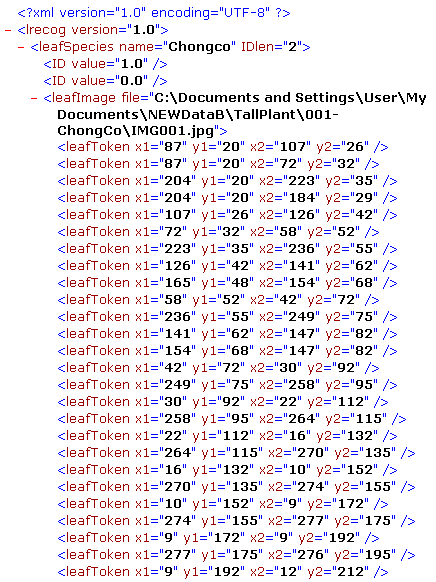 <?xml version="1.0" encoding="UTF-8" ?>
- <lrecog version="1.0">
- <leafSpecies name="Chongco" IDlen="2">
<ID value="1.0" />
<ID value="0.0" />
- <leafImage file="C:\Documents and Settings\User\My
Documents\NEWDataB\TallPlant\001-
ChongCo\IMG001.jpg">
<leafToken x1="87" y1="20" x2="107" y2="26" />
<leafToken x1="87" y1="20" x2="72" y2="32" />
<leafToken x1="204" y1="20" x2="223" y2="35" />
<leafToken x1="204" y1="20" x2="184" y2="29" />
<leafToken x1="107" y1="26" x2="126" y2="42" />
<leafToken x1="72" y1="32" x2="58" y2="52" />
<leafToken x1="223" y1="35" x2="236" y2="55" />
<leafToken x1="126" y1="42" x2="141" y2="62" />
<leafToken x1="165" y1="48" x2="154" y2="68" />
<leafToken x1="58" y1="52" x2="42" y2="72" />
<leafToken x1="236" y1="55" x2="249" y2="75" />
<leafToken x1="141" y1="62" x2="147" y2="82" />
<leafToken x1="154" y1="68" x2="147" y2="82" />
<leafToken x1="42" y1="72" x2="30" y2="92" />
<leafToken x1="249" y1="75" x2="258" y2="95" />
<leafToken x1="30" y1="92" x2="22" y2="112" />
<leafToken x1="258" y1="95" x2="264" y2="115" />
<leafToken x1="22" y1="112" x2="16" y2="132" />
<leafToken x1="264" y1="115" x2="270" y2="135" />
<leafToken x1="16" y1="132" x2="10" y2="152" />
<leafToken x1="270" y1="135" x2="274" y2="155" />
<leafToken x1="10" y1="152" x2="9" y2="172" />
<leafToken x1="274" y1="155" x2="277" y2="175" />
<leafToken x1="9" y1="172" x2="9" y2="192" />
<leafToken x1="277" y1="175" x2="276" y2="195" />
<leafToken x1="9" y1="192" x2="12" y2="212" />